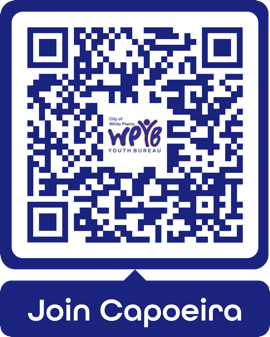 City of
White Plains
WPYB
YOUTH BUREAU
Join Capoeira